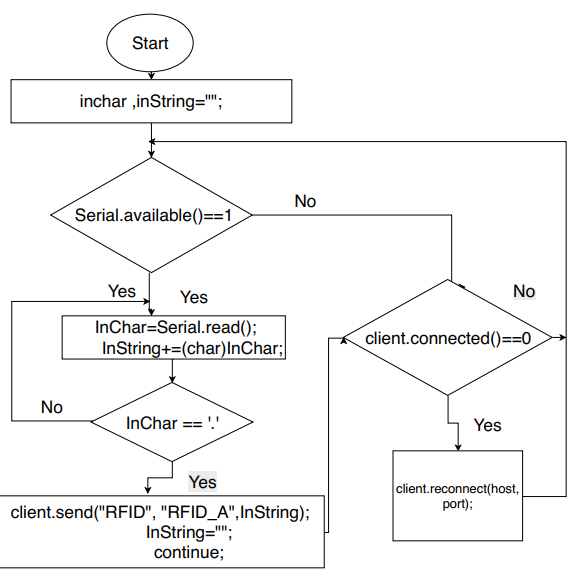 Start
inchar ,inString="";
Serial.available()==1
No
Yes
Yes
InChar=Serial.read();
InString+=(char)InChar;
No
client.connected()==0
No
InChar == '.'
Yes
Yes
client.send("RFID", "RFID_A",InString);
InString="";
continue;
client.reconnect(host,
port);